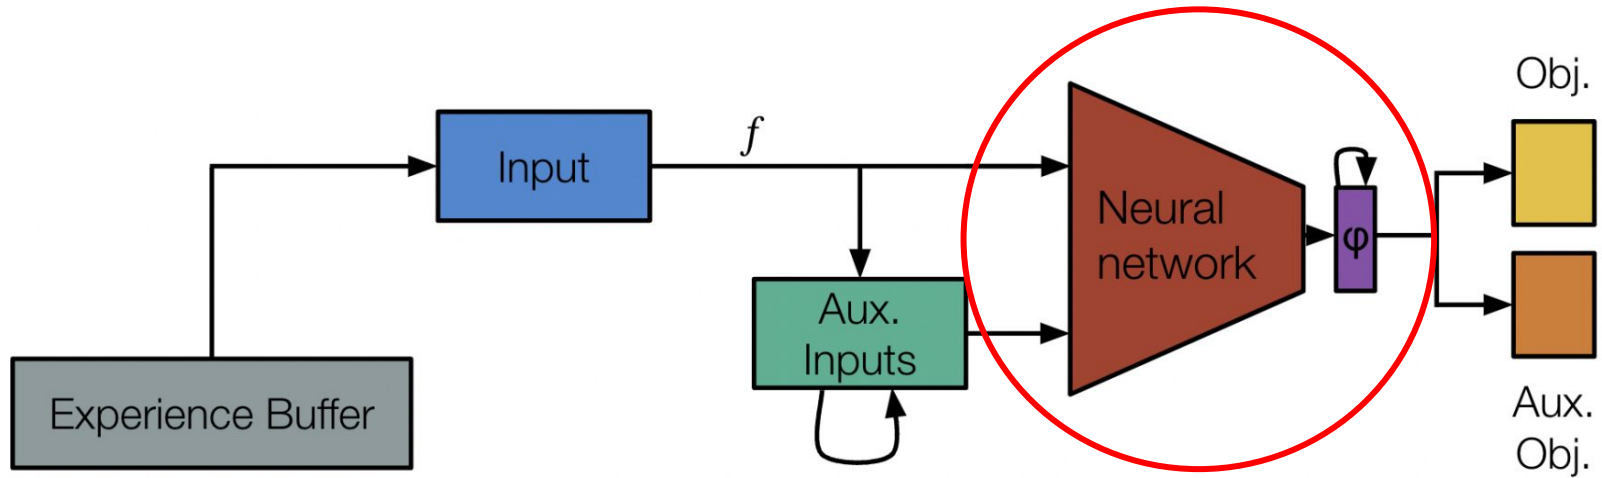 Obj.
f
Input
Neural
network
φ
Aux.
Inputs
Experience Buffer
Aux.
Obj.